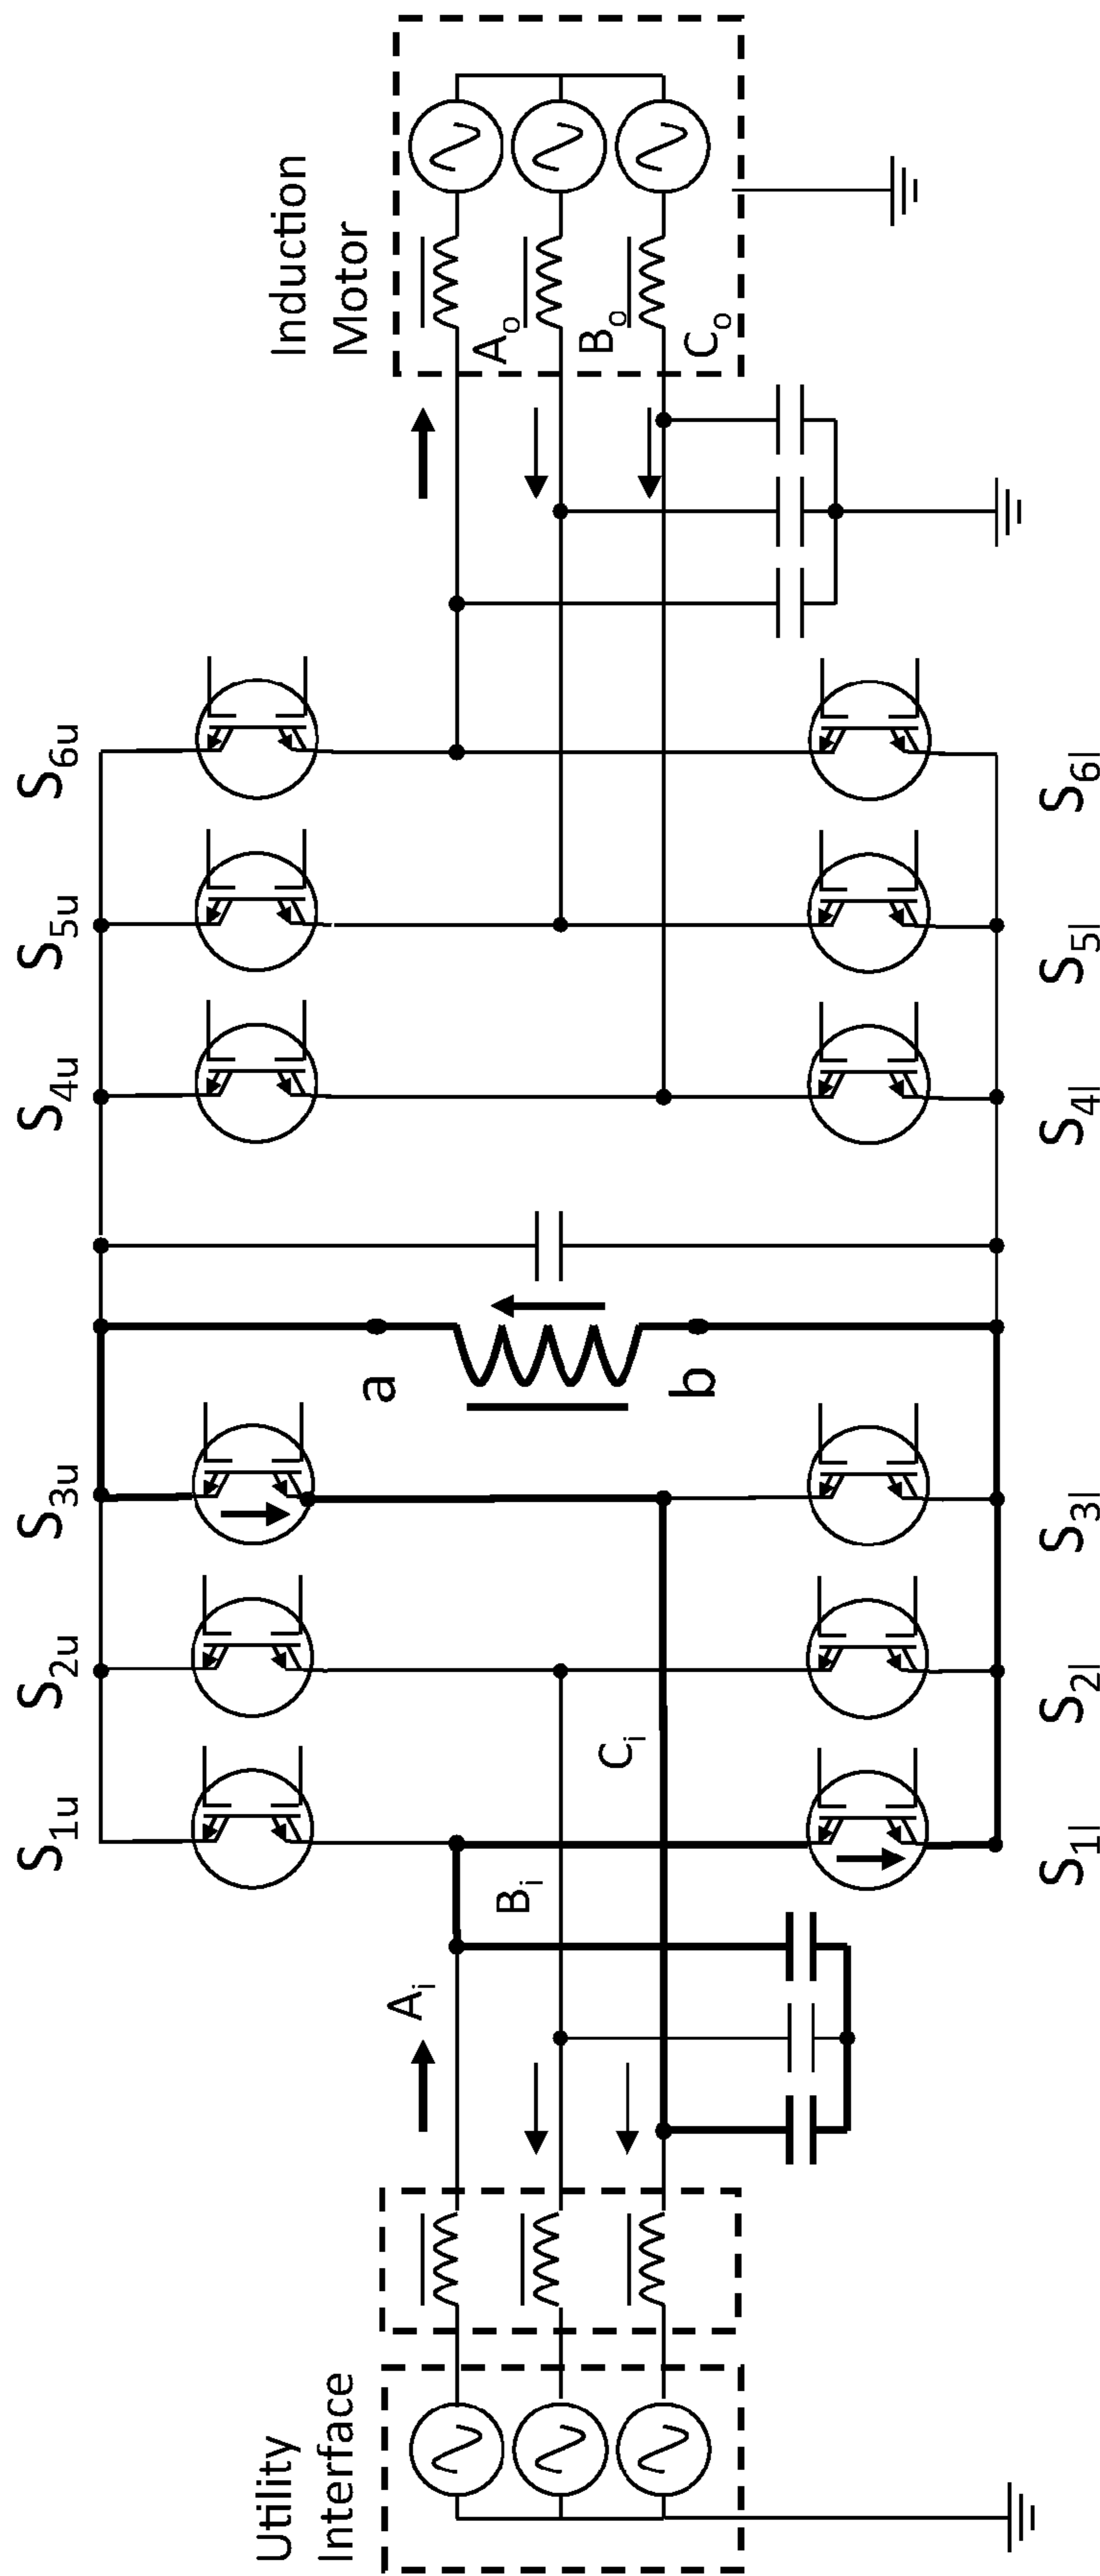 Utility
Interface
Induction
Motor
S1u
S2u
S3u
S4u
S5u
S6u
Ai
Bi
Ci
a
b
Ao
Bo
Co
S1l
S2l
S3l
S4l
S5l
S6l